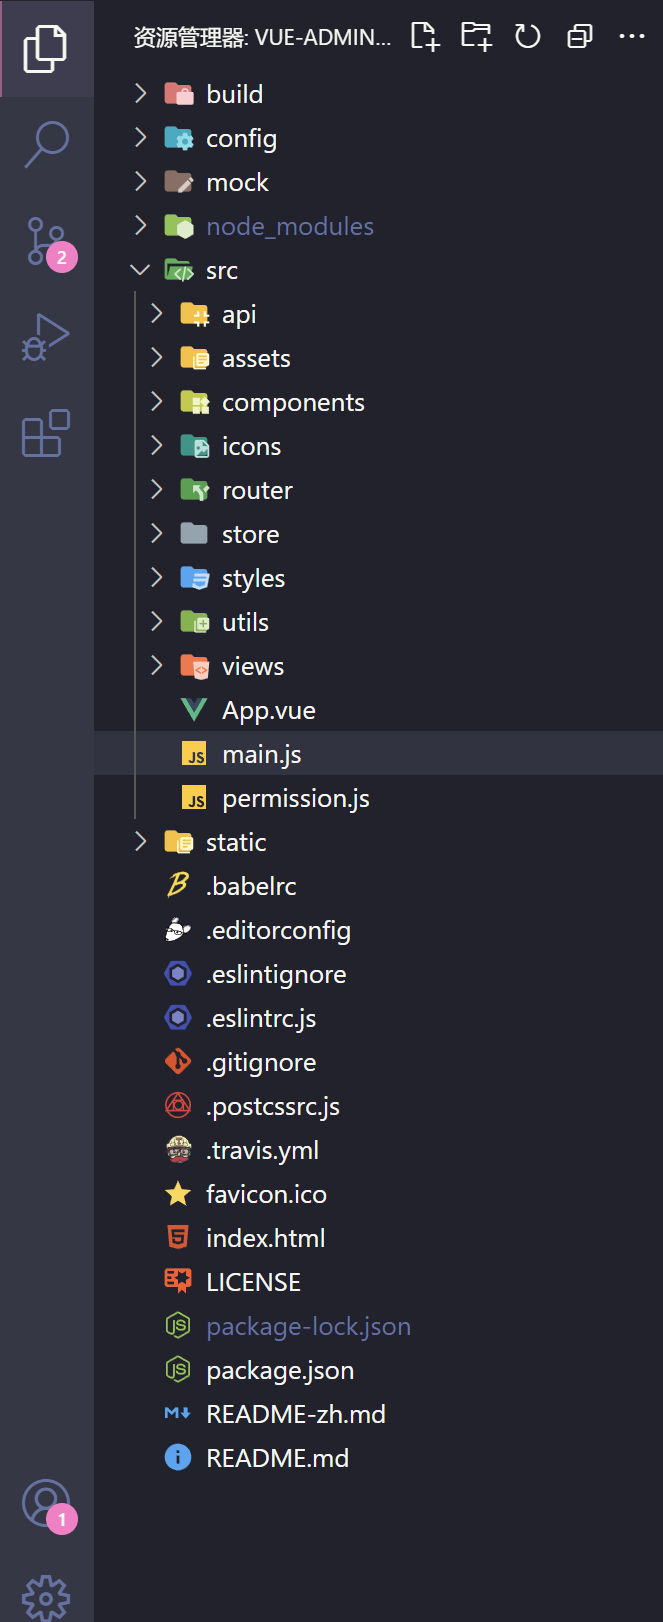 资源管理器: VUE-ADMIN...
build
config
mock
node_modules
2
src
api
assets
components
icons
router
store
styles
utils
views
App.vue
JS main.js
JS permission.js
static
.babelrc
.editorconfig
.eslintignore
.eslintrc.js
.gitignore
.postcssrc.js
.travis.yml
favicon.ico
index.html
LICENSE
package-lock.json
package.json
README-zh.md
README.md
1